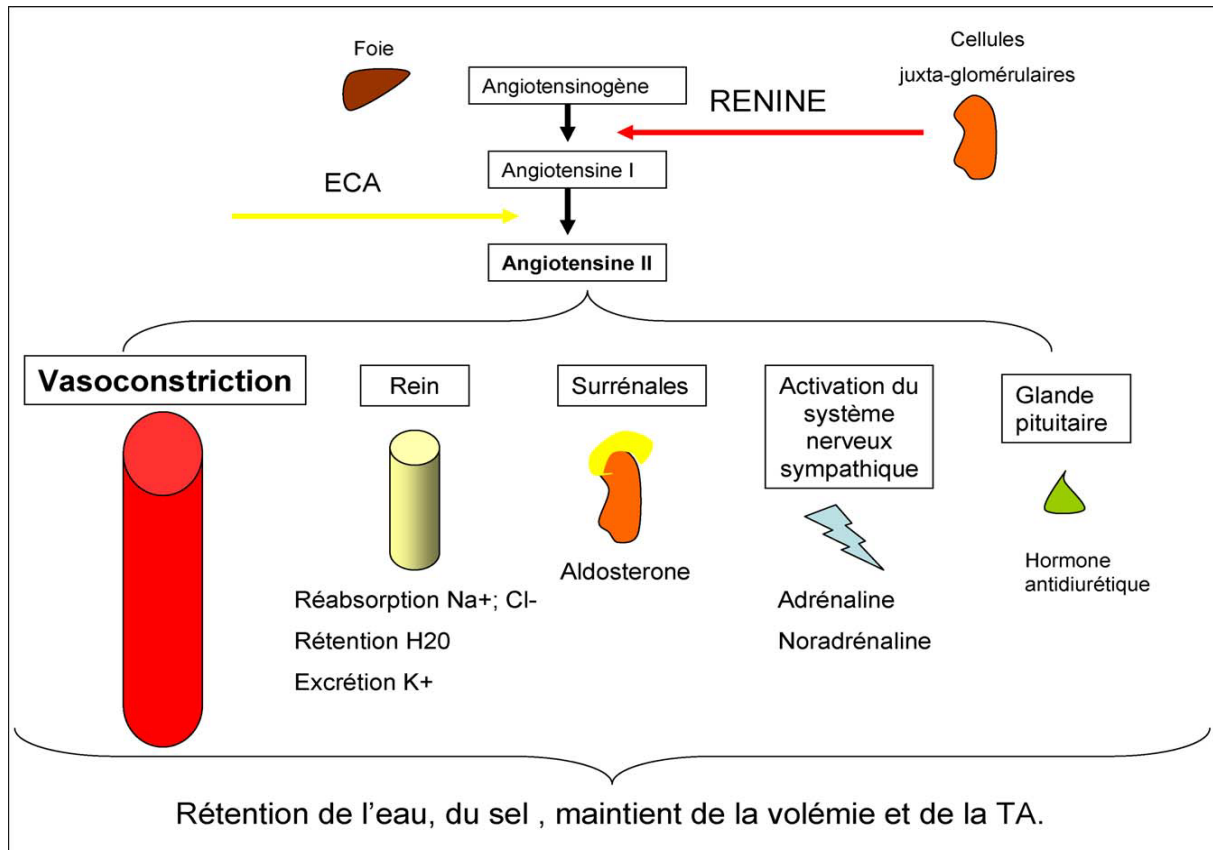 Foie
Angiotensinogène
Cellules
juxta-glomérulaires
RENINE
Angiotensine I
ECA
Angiotensine II
Vasoconstriction
Rein
Réabsorption Na+; Cl-
Rétention H20
Excrétion K+
Surrénales
Aldosterone
Activation du
système
nerveux
sympathique
Adrénaline
Noradrénaline
Glande
pituitaire
Hormone
antidiurétique
Rétention de l'eau, du sel , maintient de la volémie et de la TA.